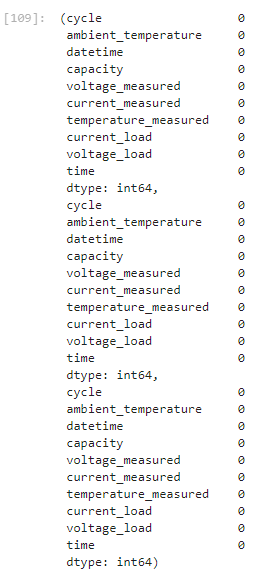 [109]: (cycle 0
ambient_temperature 0
datetime 0
capacity 0
voltage_measured 0
current_measured 0
temperature_measured 0
current_load 0
voltage_load 0
time 0
dtype: int64,
cycle 0
ambient_temperature 0
datetime 0
capacity 0
voltage_measured 0
current_measured 0
temperature_measured 0
current_load 0
voltage_load 0
time 0
dtype: int64,
cycle 0
ambient_temperature 0
datetime 0
capacity 0
voltage_measured 0
current_measured 0
temperature_measured 0
current_load 0
voltage_load 0
time 0
dtype: int64)